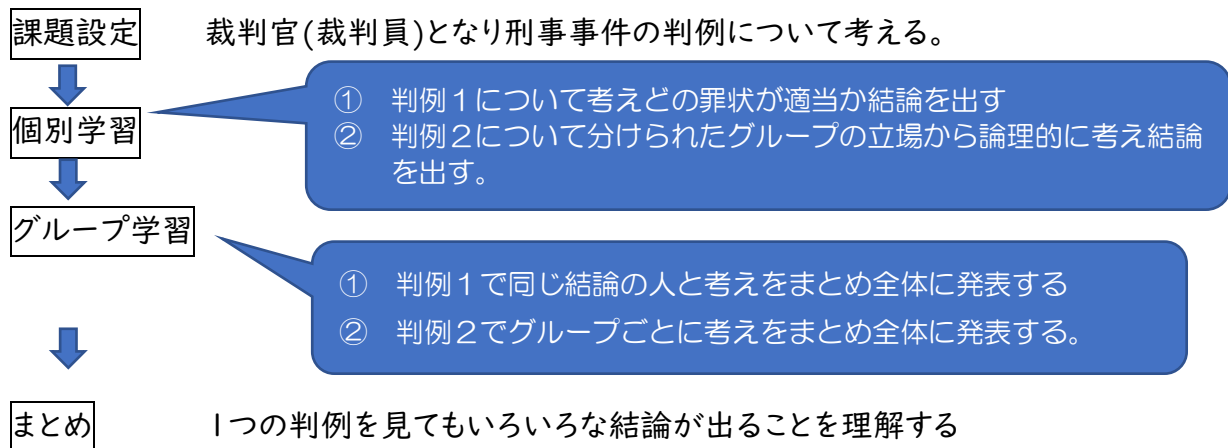 課題設定 裁判官(裁判員)となり刑事事件の判例について考える。
① 判例１について考えどの罪状が適当か結論を出す
② 判例２について分けられたグループの立場から論理的に考え結論
を出す。
個別学習
グループ学習
① 判例１で同じ結論の人と考えをまとめ全体に発表する
② 判例２でグループごとに考えをまとめ全体に発表する。
まとめ 1つの判例を見てもいろいろな結論が出ることを理解する